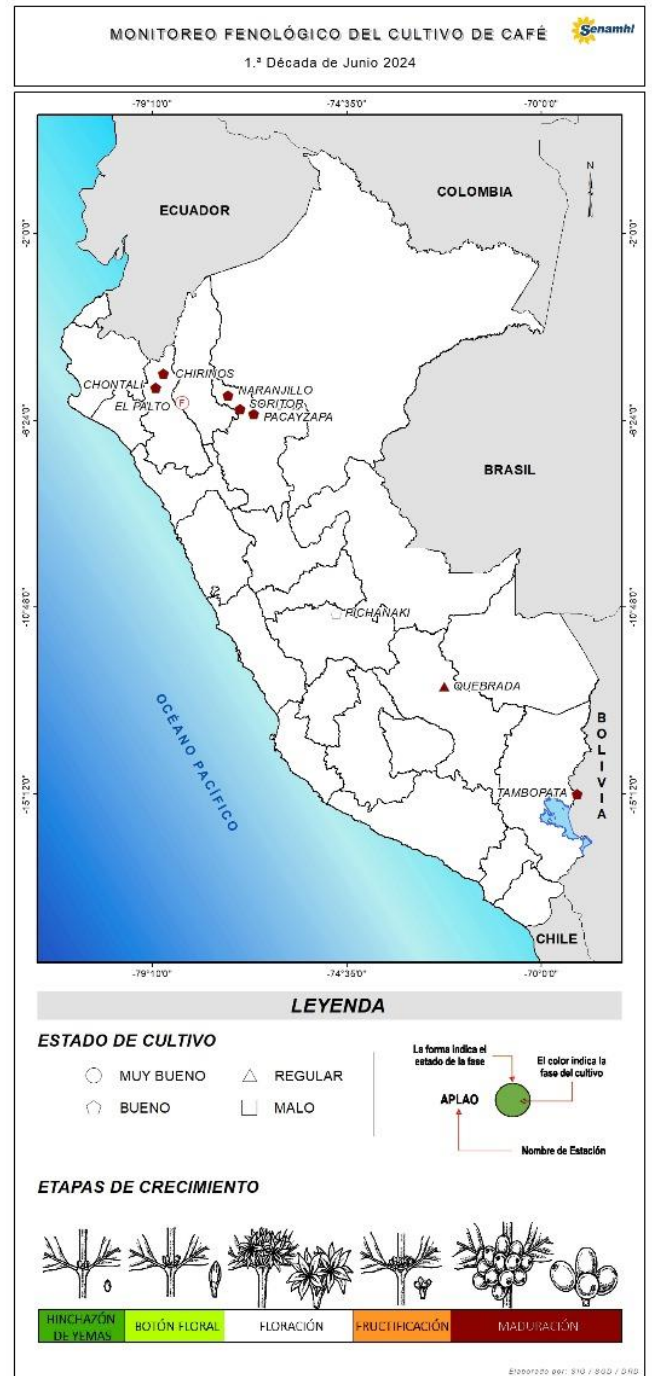 MONITOREO FENOLÓGICO DEL CULTIVO DE CAFÉ
Senamhi
1.ª Década de Junio 2024
-79°10'0" -74°35'0" -70°0'0"
N
COLOMBIA
ECUADOR
-2°0'0" -2°0'0"
CHIRINOS
CHONTALI
NARANJILLO
EL PALTO F SORITOR
PACAYZAPA
-6°24'0" -6°24'0"
BRASIL
-10°48'0" PICHANAKI -10°48'0"
QUEBRADA
OCÉANO PACÍFICO
BOLIVIA
TAMBOPATA
-15°12'0" -15°12'0"
CHILE
-79°10'0" -74°35'0" -70°0'0"
LEYENDA
ESTADO DE CULTIVO
MUY BUENO REGULAR
BUENO MALO
La forma indica el
estado de la fase
El color indica la
fase del cultivo
APLAO
Nombre de Estación
ETAPAS DE CRECIMIENTO
HINCHAZÓN
DE YEMAS
BOTÓN FLORAL
FLORACIÓN
FRUCTIFICACIÓN
MADURACIÓN
Elaborado por: SIG / SGD / DRD